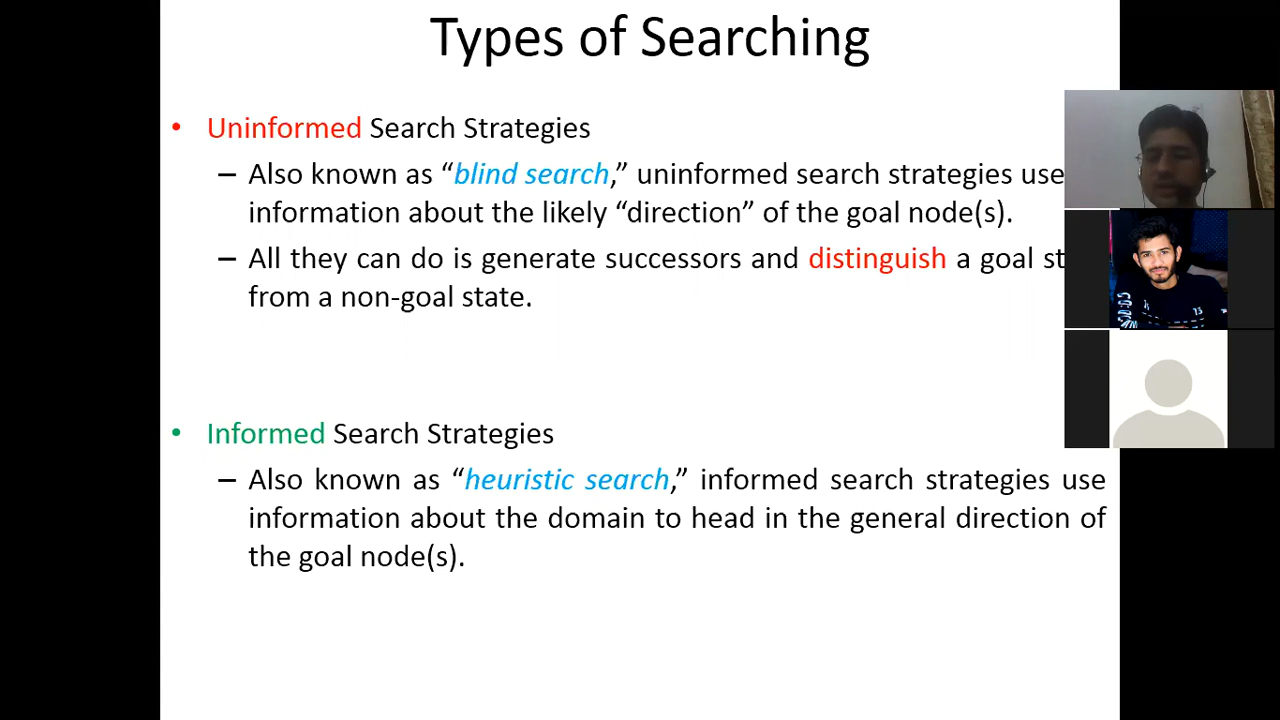 Types of Searching
• Uninformed Search Strategies
– Also known as “blind search,” uninformed search strategies use
information about the likely “direction” of the goal node(s).
– All they can do is generate successors and distinguish a goal st
from a non-goal state.
• Informed Search Strategies
– Also known as “heuristic search,” informed search strategies use
information about the domain to head in the general direction of
the goal node(s).